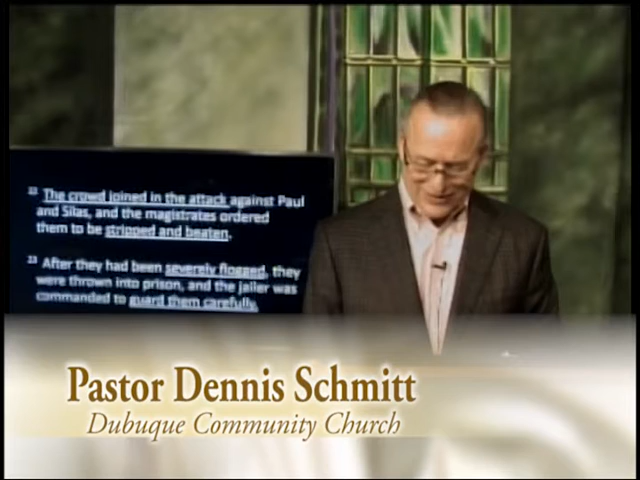 22 The crowd joined in the attack against Paul
and Silas, and the magistrates ordered
them to be stripped and beaten.
23 After they had been severely flogged, they
were thrown into prison, and the jailer was
commanded to guard them carefully.
Pastor Dennis Schmitt
Dubuque Community Church